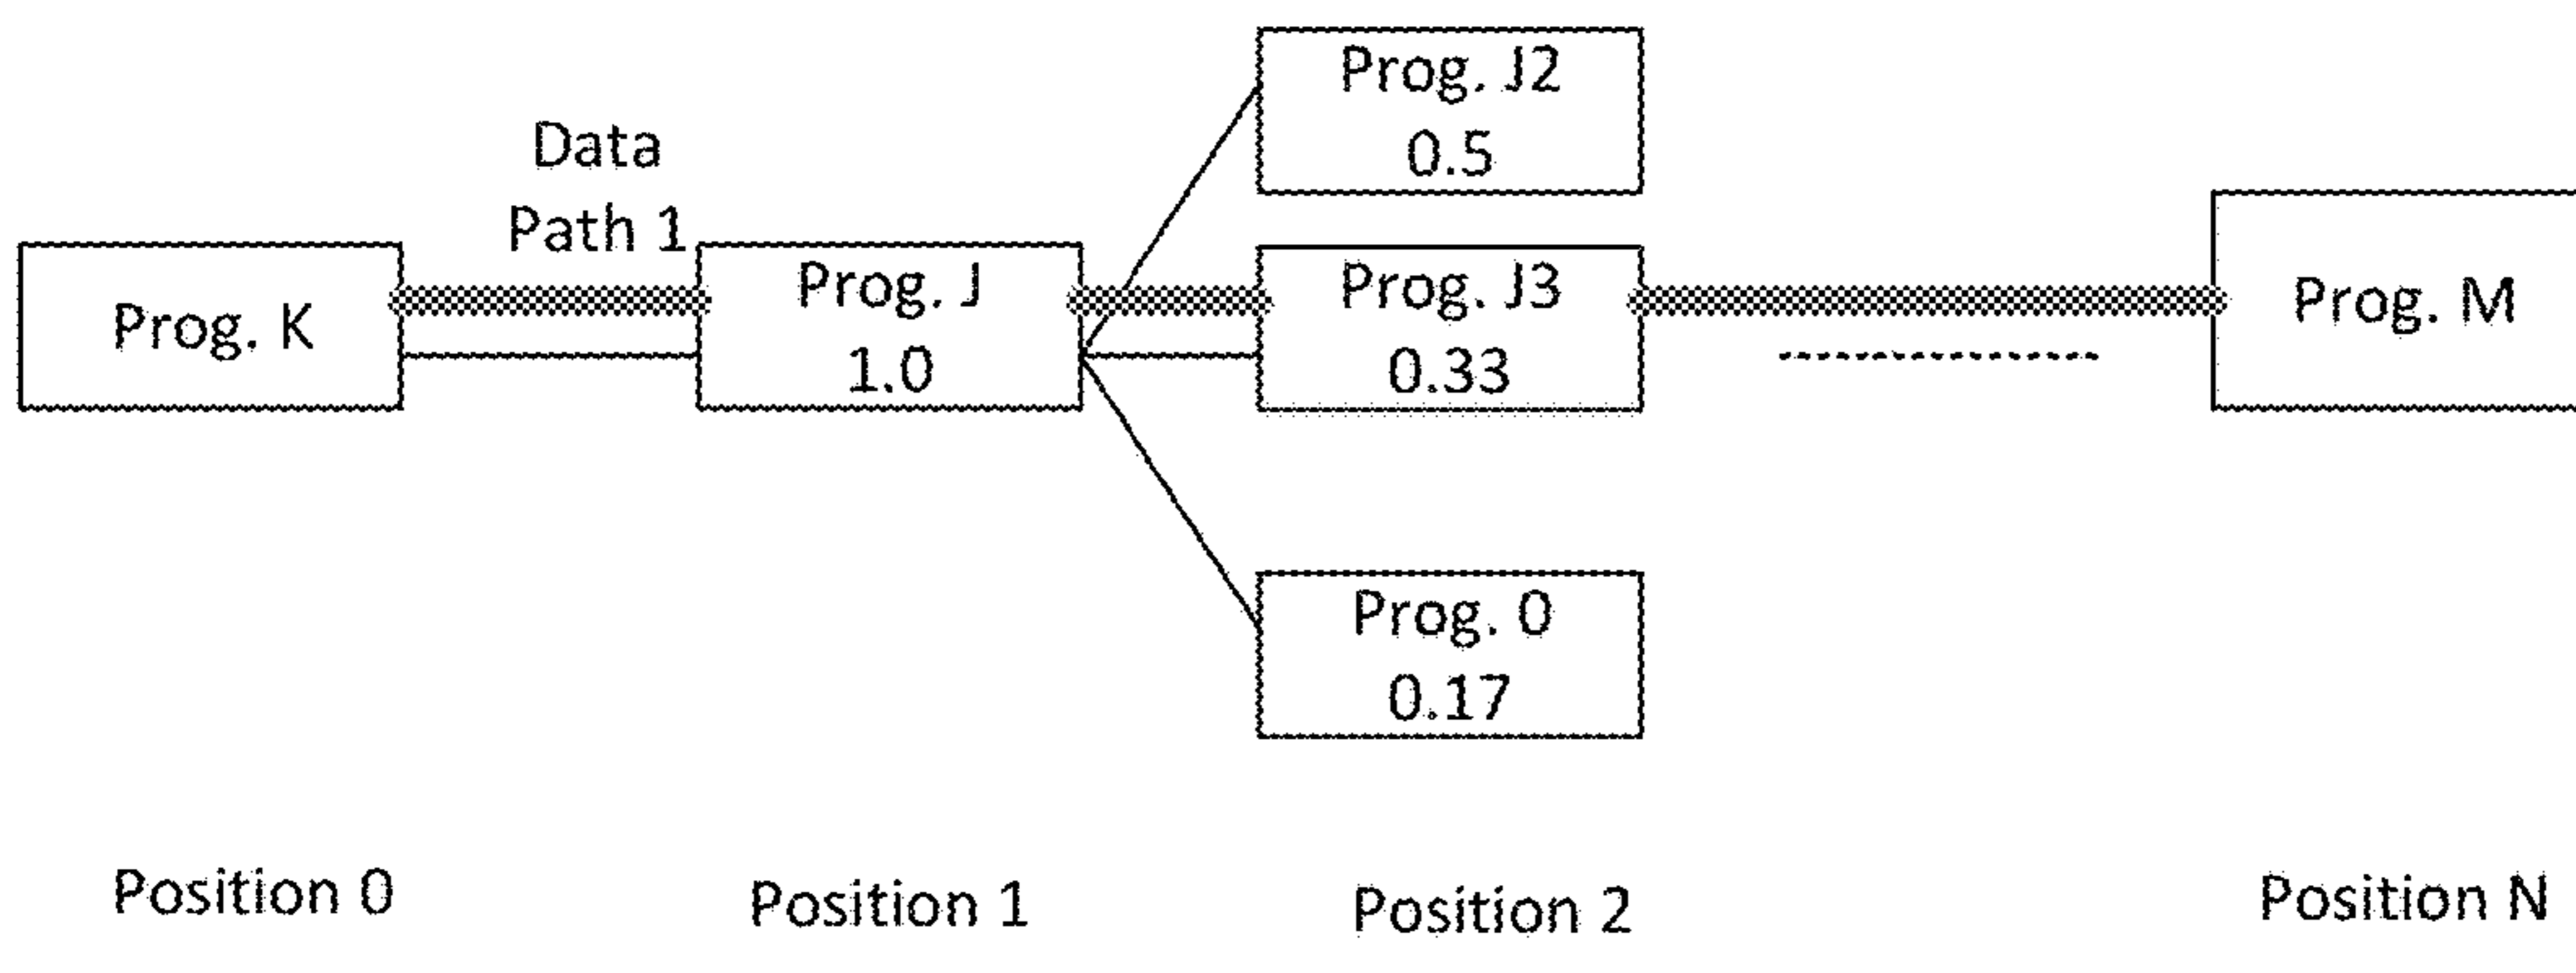 Prog. J2
0.5
Data
Path 1
Prog. K
Prog. J
1.0
Prog. J3
0.33
Prog. M
Prog. 0
0.17
Position 0
Position 1
Position 2
Position N